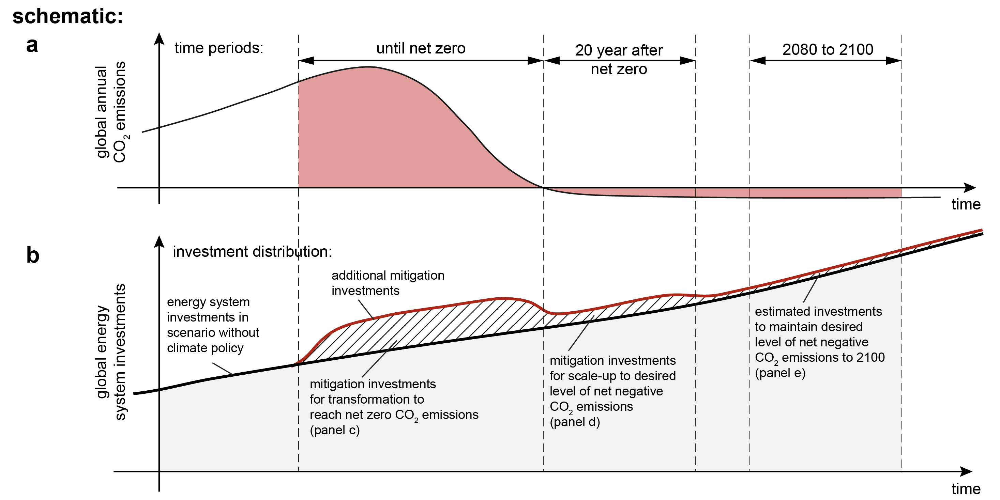 schematic:
a
time periods:
until net zero
20 year after
net zero
2080 to 2100
global annual
CO₂ emissions
time
b
investment distribution:
additional mitigation
investments
energy system
investments in
scenario without
climate policy
mitigation investments
for transformation to
reach net zero CO₂ emissions
(panel c)
mitigation investments
for scale-up to desired
level of net negative
CO₂ emissions
(panel d)
estimated investments
to maintain desired
level of net negative
CO₂ emissions to 2100
(panel e)
global energy
system investments
time